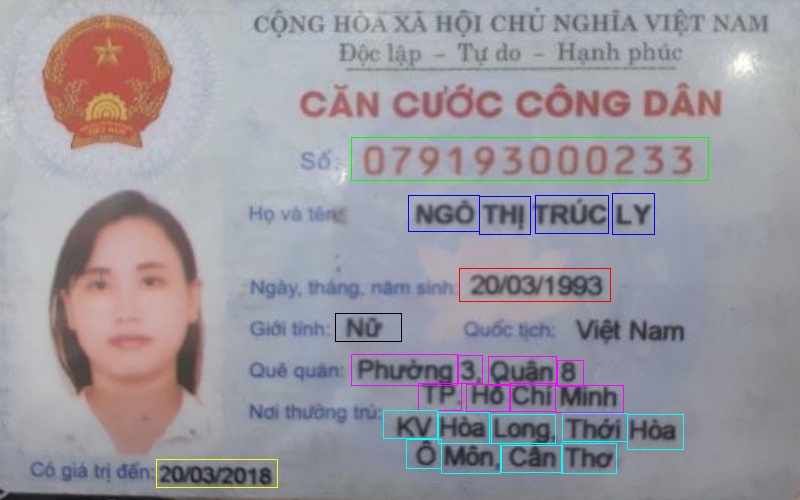 CỘNG HÒA XÃ HỘI CHỦ NGHĨA VIỆT NAM
Độc lập – Tự do – Hạnh phúc
CĂN CƯỚC CÔNG DÂN
Số: 079193000233
Họ và tên: NGÔ THỊ TRÚC LY
Ngày, tháng, năm sinh: 20/03/1993
Giới tính: Nữ Quốc tịch: Việt Nam
Quê quán: Phường 3, Quận 8
TP. Hồ Chí Minh
Nơi thường trú: KV Hòa Long, Thới Hòa
Ô Môn, Cần Thơ
Có giá trị đến: 20/03/2018